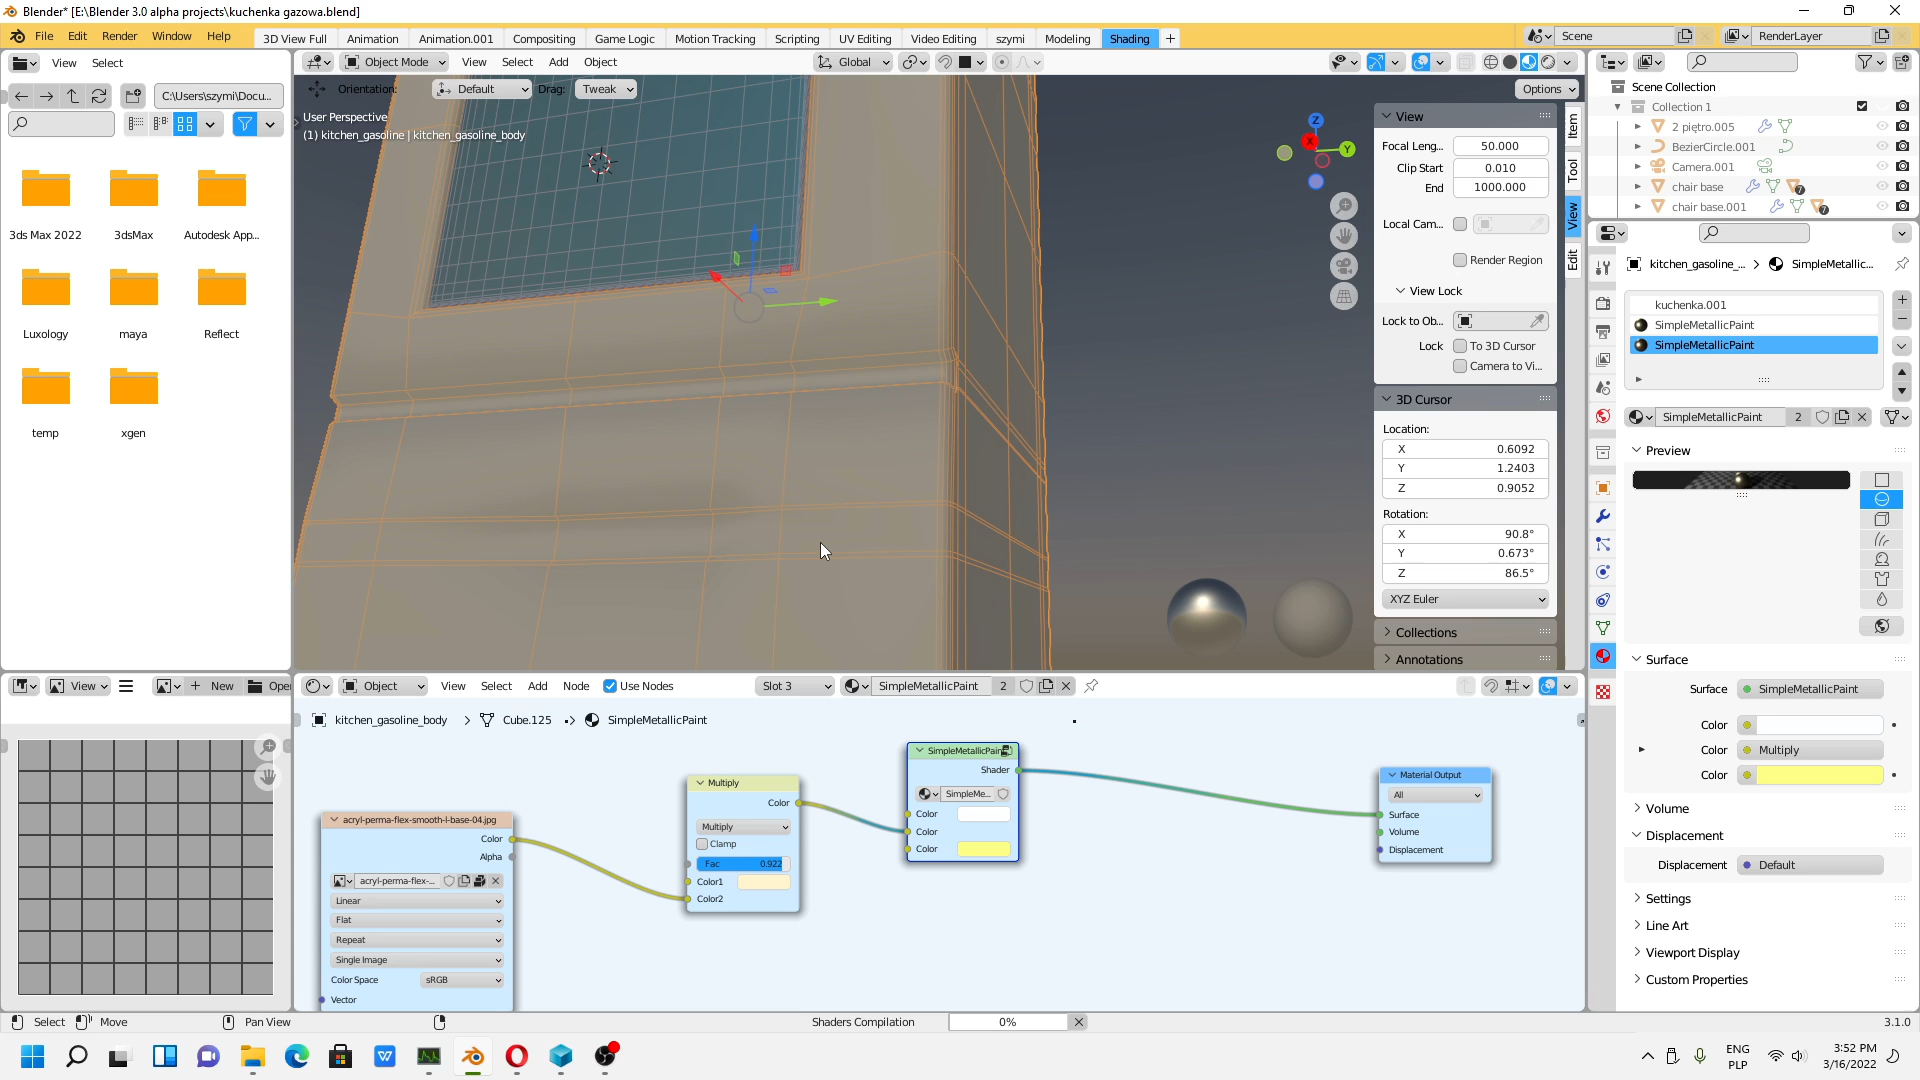 Blender* [E:\Blender 3.0 alpha projects\kuchenka gazowa.blend]
File Edit Render Window Help
3D View Full Animation Animation.001 Compositing Game Logic Motion Tracking Scripting UV Editing Video Editing szymi Modeling Shading +
Scene RenderLayer
View Select
Object Mode View Select Add Object Global
C:\Users\szymi\Docu...
Orientation: Default Drag: Tweak Options
User Perspective
(1) kitchen_gasoline | kitchen_gasoline_body
3ds Max 2022 3dsMax Autodesk App...
Luxology maya Reflect
temp xgen
Z
X
Y
View
Focal Leng... 50.000
Clip Start 0.010
End 1000.000
Local Cam...
Render Region
View Lock
Lock to Ob...
Lock To 3D Cursor
Camera to Vi...
3D Cursor
Location:
X 0.6092
Y 1.2403
Z 0.9052
Rotation:
X 90.8°
Y 0.673°
Z 86.5°
XYZ Euler
Collections
Annotations
Item
Tool
View
Edit
Scene Collection
Collection 1
2 piętro.005
BezierCircle.001
Camera.001
chair base 7
chair base.001 7
kitchen_gasoline_... > SimpleMetallic...
kuchenka.001
SimpleMetallicPaint
SimpleMetallicPaint
SimpleMetallicPaint 2
Preview
Surface
Surface SimpleMetallicPaint
Color
Color Multiply
Color
Volume
Displacement
Displacement Default
Settings
Line Art
Viewport Display
Custom Properties
View New Open
Object View Select Add Node Use Nodes Slot 3 SimpleMetallicPaint 2
kitchen_gasoline_body > Cube.125 > SimpleMetallicPaint
acryl-perma-flex-smooth-l-base-04.jpg
Color
Alpha
acryl-perma-flex-...
Linear
Flat
Repeat
Single Image
Color Space sRGB
Vector
Multiply
Color
Multiply
Clamp
Fac 0.922
Color1
Color2
SimpleMetallicPain
Shader
SimpleMe...
Color
Color
Color
Material Output
All
Surface
Volume
Displacement
Select Move Pan View Shaders Compilation 0% 3.1.0
ENG
PLP
3:52 PM
3/16/2022